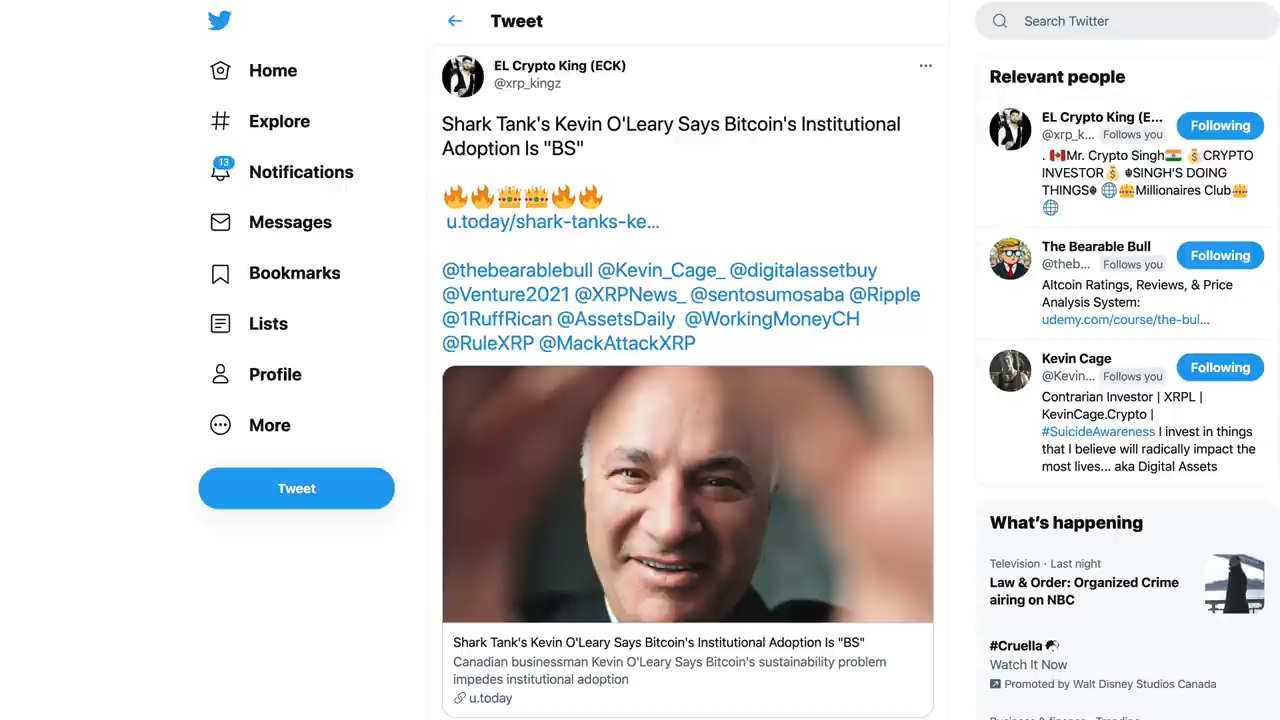 Home
Explore
13
Notifications
Messages
Bookmarks
Lists
Profile
More
Tweet
Tweet
EL Crypto King (ECK)
@xrp_kingz
Shark Tank's Kevin O'Leary Says Bitcoin's Institutional
Adoption Is "BS"
🔥🔥👑👑🔥🔥
u.today/shark-tanks-ke...
@thebearablebull @Kevin_Cage_ @digitalassetbuy
@Venture2021 @XRPNews_ @sentosumosaba @Ripple
@1RuffRican @AssetsDaily @WorkingMoneyCH
@RuleXRP @MackAttackXRP
Shark Tank's Kevin O'Leary Says Bitcoin's Institutional Adoption Is "BS"
Canadian businessman Kevin O'Leary Says Bitcoin's sustainability problem
impedes institutional adoption
u.today
Search Twitter
Relevant people
EL Crypto King (E...
@xrp_k... Follows you
Following
. 🇨🇦Mr. Crypto Singh🇮🇳 💰CRYPTO
INVESTOR💰 ☬SINGH'S DOING
THINGS☬ 🌐👑Millionaires Club👑
🌐
The Bearable Bull
@theb... Follows you
Following
Altcoin Ratings, Reviews, & Price
Analysis System:
udemy.com/course/the-bul...
Kevin Cage
@Kevin... Follows you
Following
Contrarian Investor | XRPL |
KevinCage.Crypto |
#SuicideAwareness I invest in things
that I believe will radically impact the
most lives... aka Digital Assets
What's happening
Television · Last night
Law & Order: Organized Crime
airing on NBC
#Cruella
Watch It Now
Promoted by Walt Disney Studios Canada
Business & finance · Trending